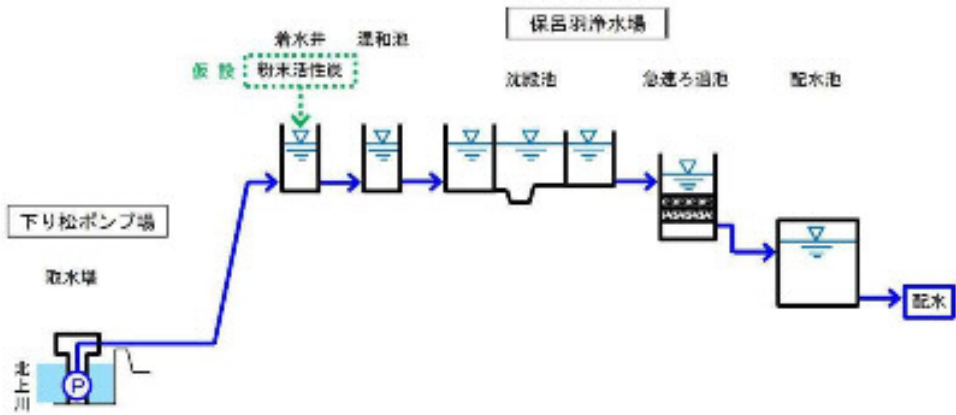 保呂羽浄水場
着水井
混和池
仮設
粉末活性炭
沈殿池
急速ろ過池
配水池
下り松ポンプ場
取水場
北上川
P
配水